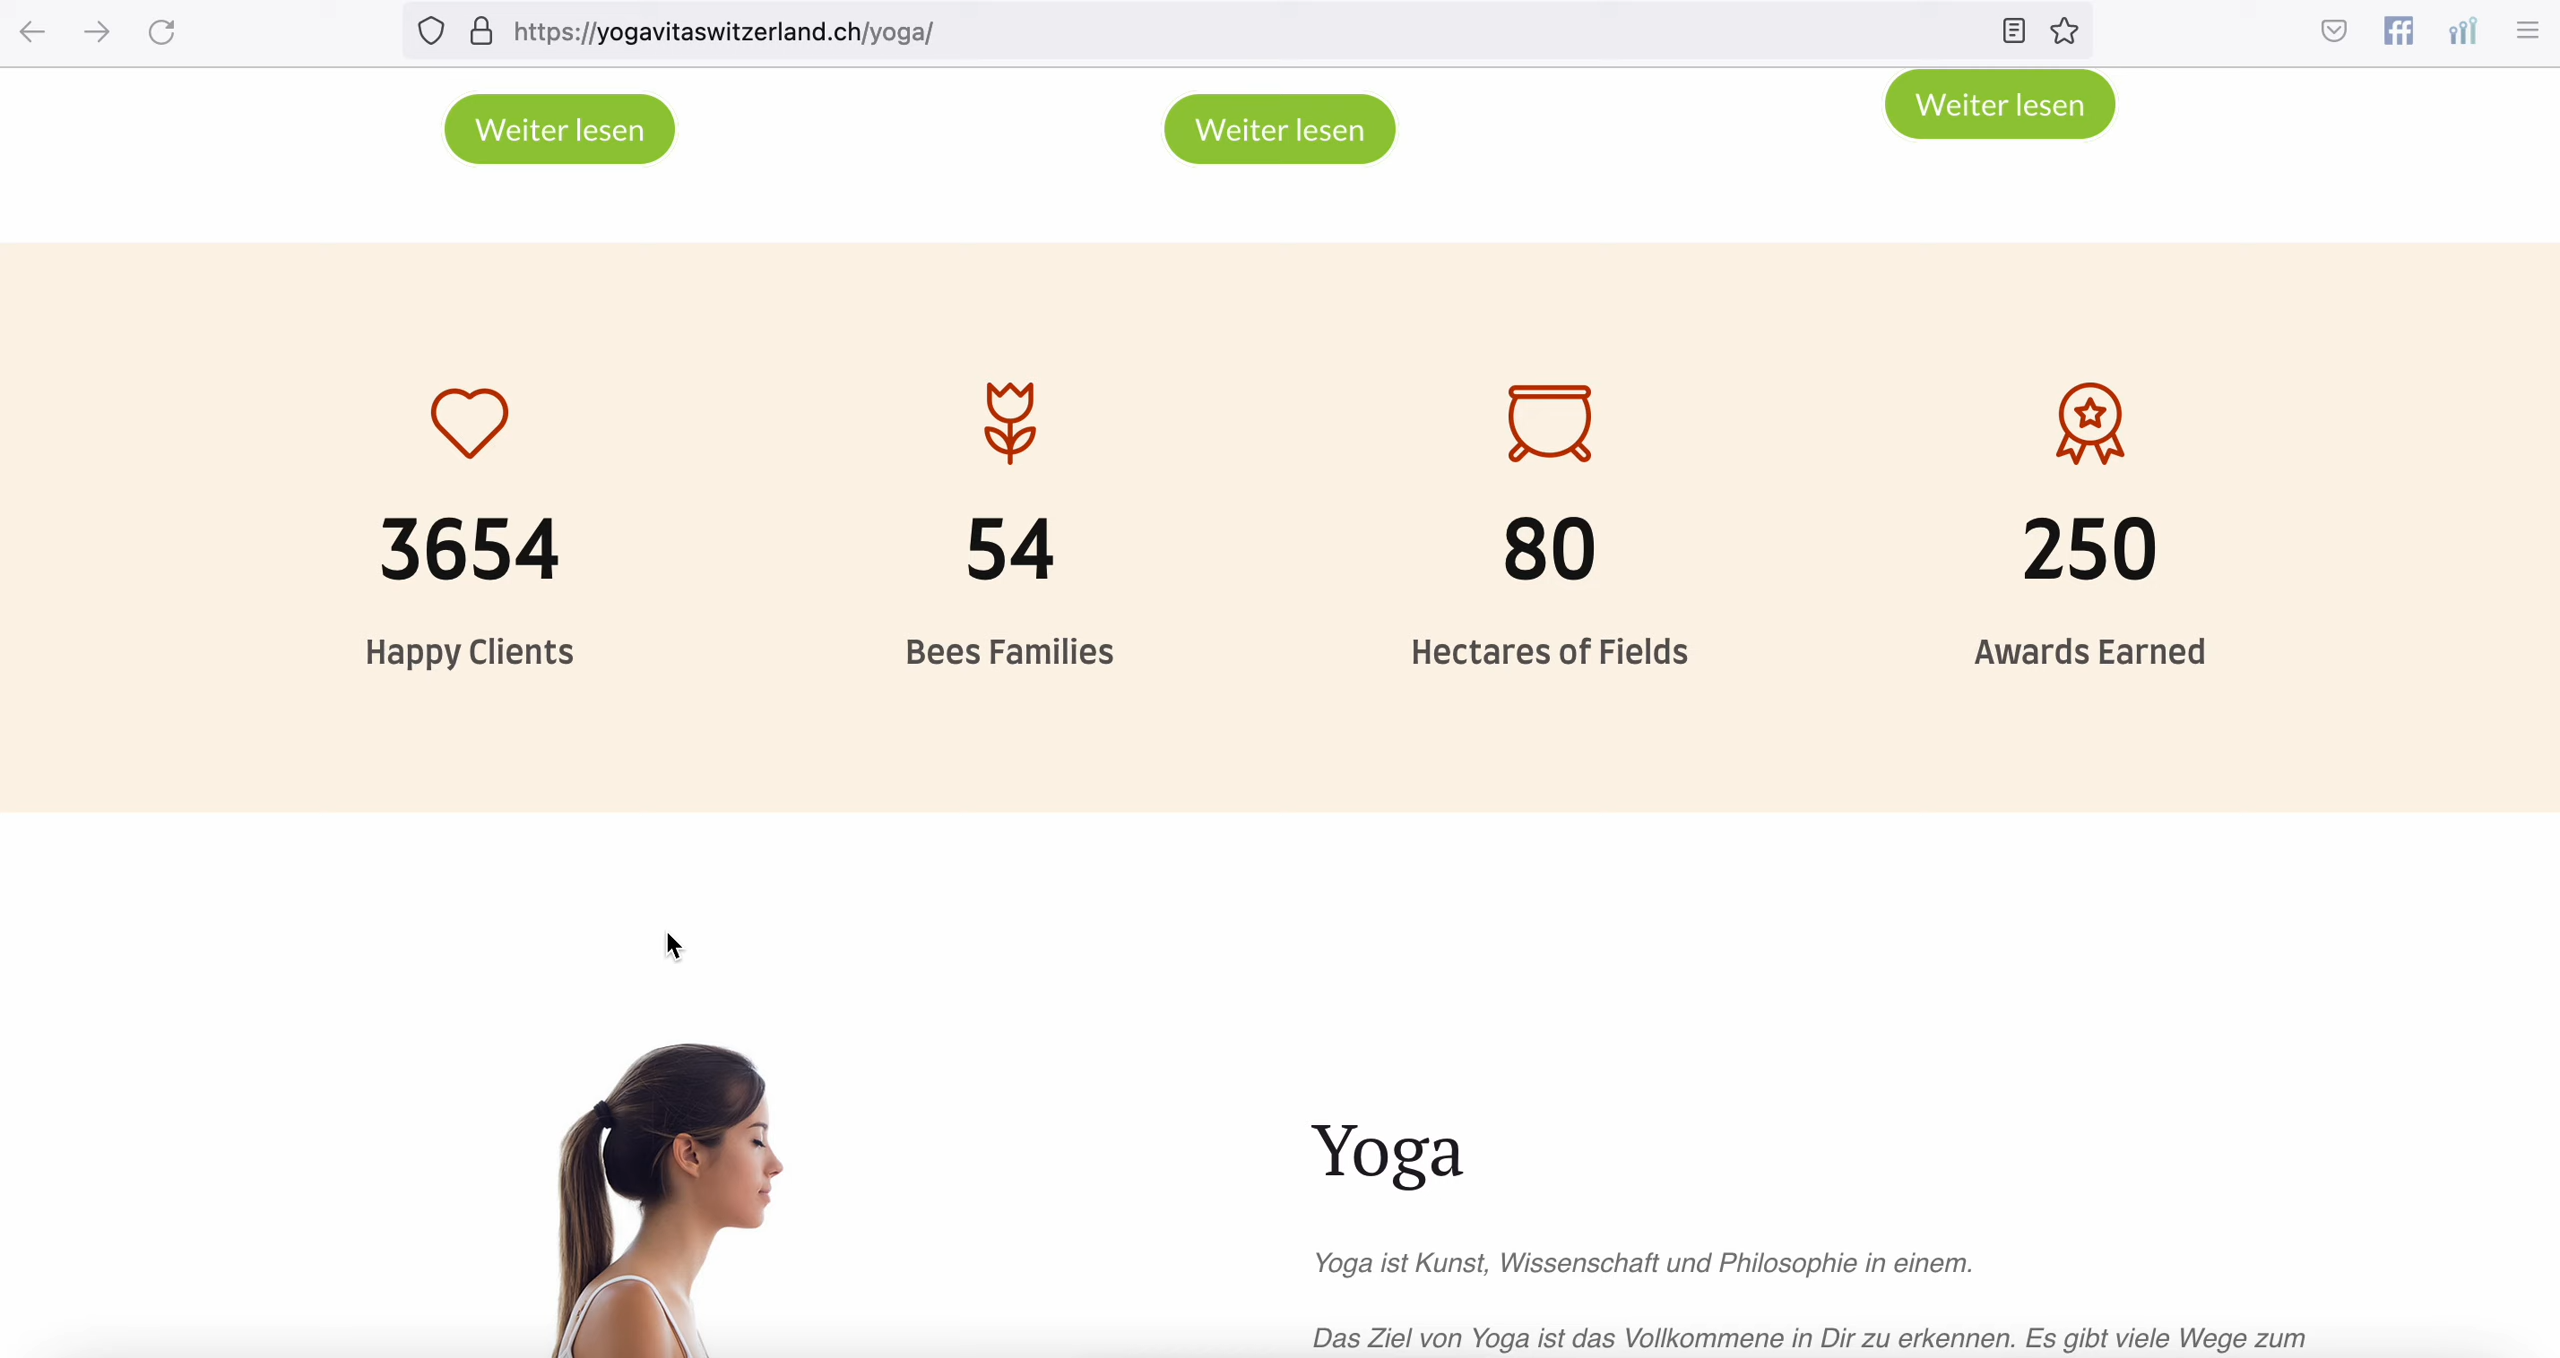 https://yogavitaswitzerland.ch/yoga/
Weiter lesen
Weiter lesen
Weiter lesen
3654
Happy Clients
54
Bees Families
80
Hectares of Fields
250
Awards Earned
Yoga
Yoga ist Kunst, Wissenschaft und Philosophie in einem.
Das Ziel von Yoga ist das Vollkommene in Dir zu erkennen. Es gibt viele Wege zum